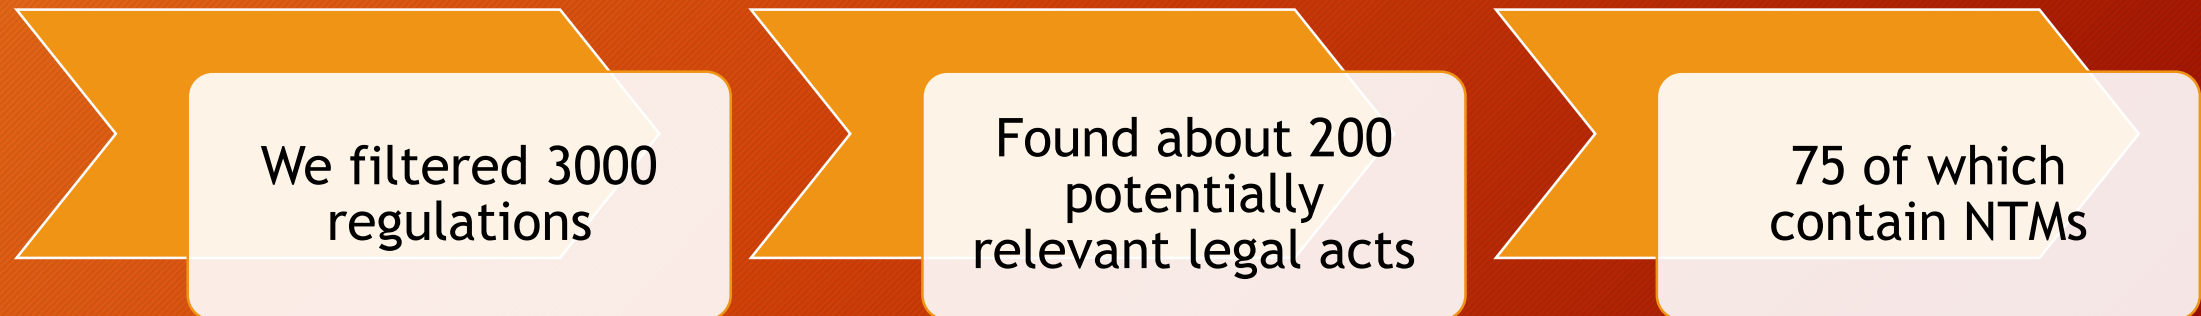 We filtered 3000
regulations
Found about 200
potentially
relevant legal acts
75 of which
contain NTMs